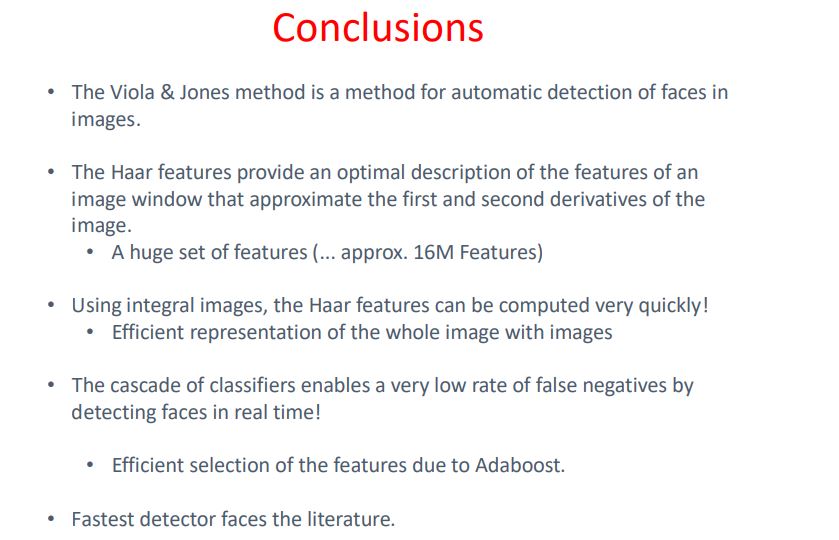 Conclusions
• The Viola & Jones method is a method for automatic detection of faces in
images.
• The Haar features provide an optimal description of the features of an
image window that approximate the first and second derivatives of the
image.
• A huge set of features (... approx. 16M Features)
• Using integral images, the Haar features can be computed very quickly!
• Efficient representation of the whole image with images
• The cascade of classifiers enables a very low rate of false negatives by
detecting faces in real time!
• Efficient selection of the features due to Adaboost.
• Fastest detector faces the literature.